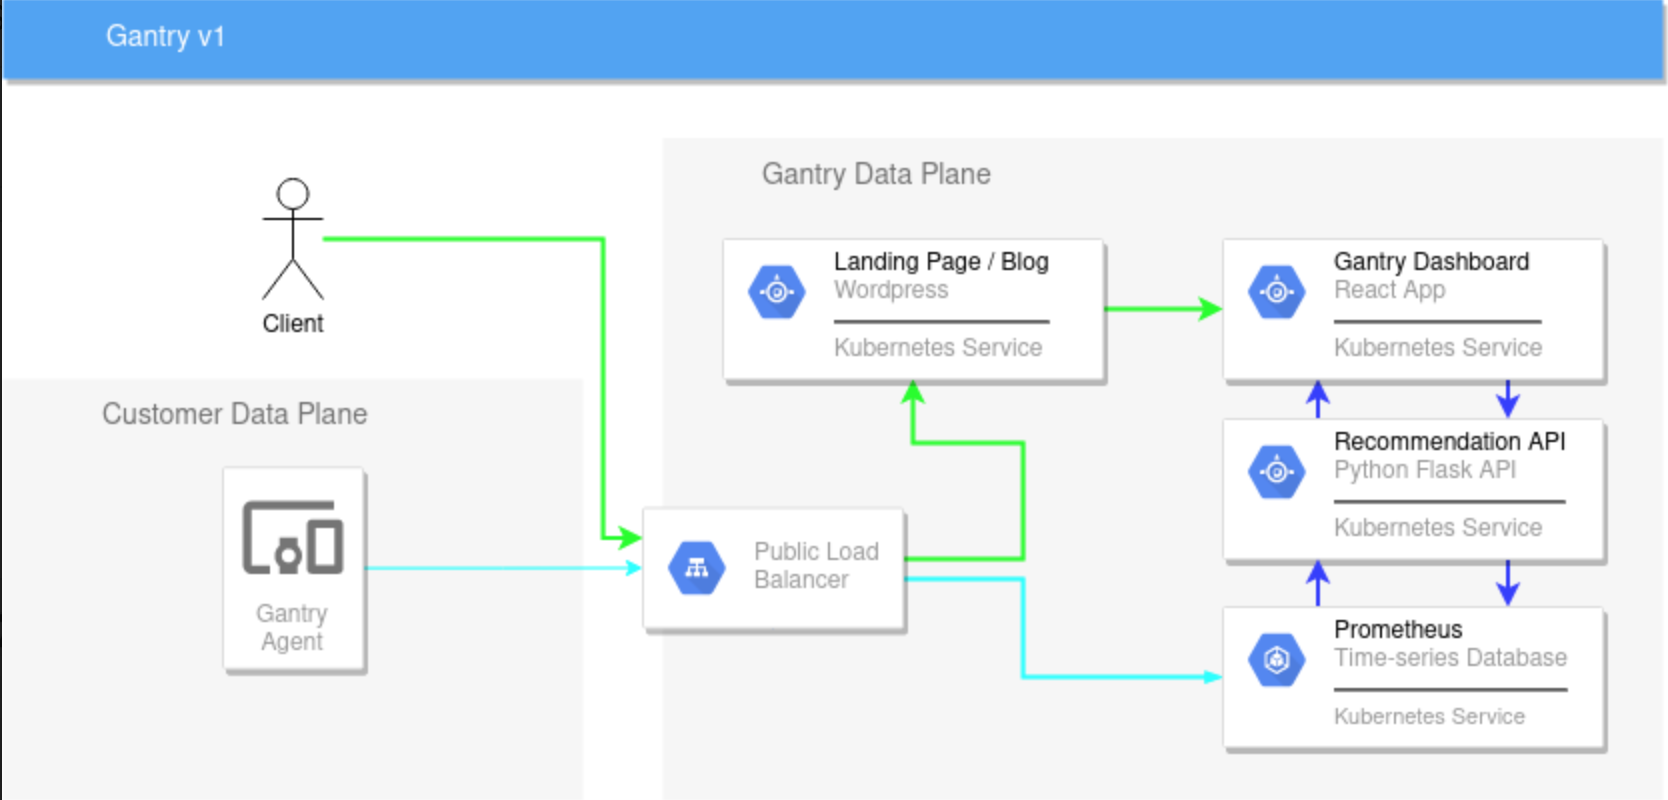 Gantry v1
Gantry Data Plane
Client
Landing Page / Blog
Wordpress
Kubernetes Service
Gantry Dashboard
React App
Kubernetes Service
Customer Data Plane
Gantry
Agent
Public Load
Balancer
Recommendation API
Python Flask API
Kubernetes Service
Prometheus
Time-series Database
Kubernetes Service